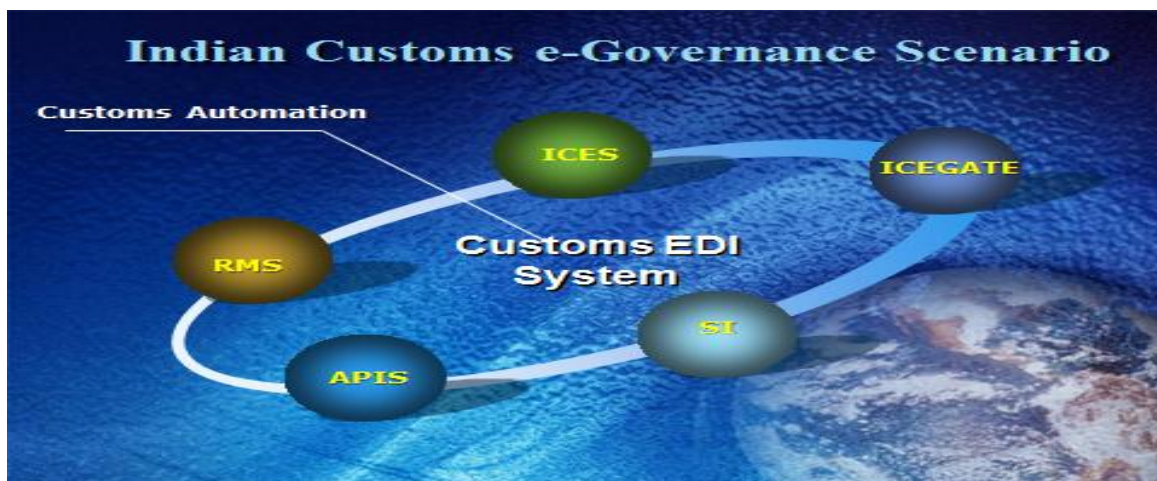 Indian Customs e-Governance Scenario
Customs Automation
ICES
ICEGATE
RMS
Customs EDI
System
SI
APIS